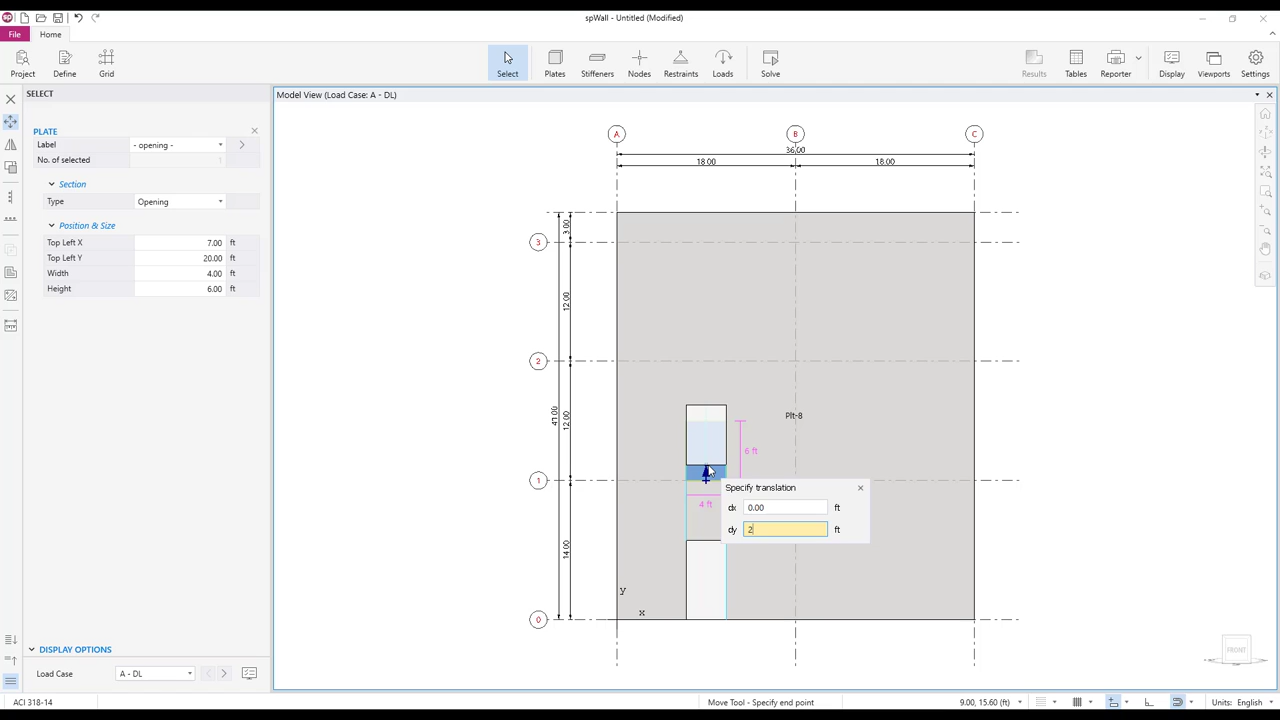 spWall - Untitled (Modified)
File
Home
Project
Define
Grid
Select
Plates
Stiffeners
Nodes
Restraints
Loads
Solve
Results
Tables
Reporter
Display
Viewports
Settings
SELECT
PLATE
Label
- opening -
No. of selected
1
Section
Type
Opening
Position & Size
Top Left X
7.00
ft
Top Left Y
20.00
ft
Width
4.00
ft
Height
6.00
ft
DISPLAY OPTIONS
Load Case
A - DL
Model View (Load Case: A - DL)
A
B
C
36.00
18.00
18.00
3
3.00
12.00
2
41.00
12.00
Plt-8
6 ft
1
4 ft
14.00
Specify translation
dx
0.00
ft
dy
2
ft
y
x
0
FRONT
ACI 318-14
Move Tool - Specify end point
9.00, 15.60 (ft)
Units: English